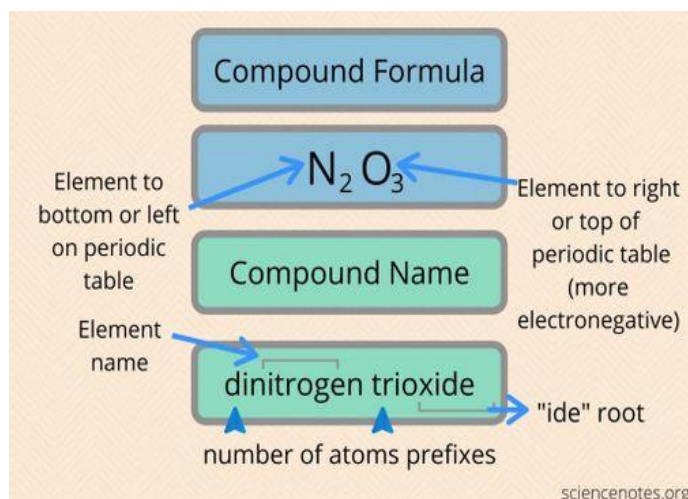 Compound Formula
N₂ O₃
Element to
bottom or left
on periodic
table
Element to right
or top of
periodic table
(more
electronegative)
Compound Name
Element
name
dinitrogen trioxide
"ide" root
number of atoms prefixes
sciencenotes.org